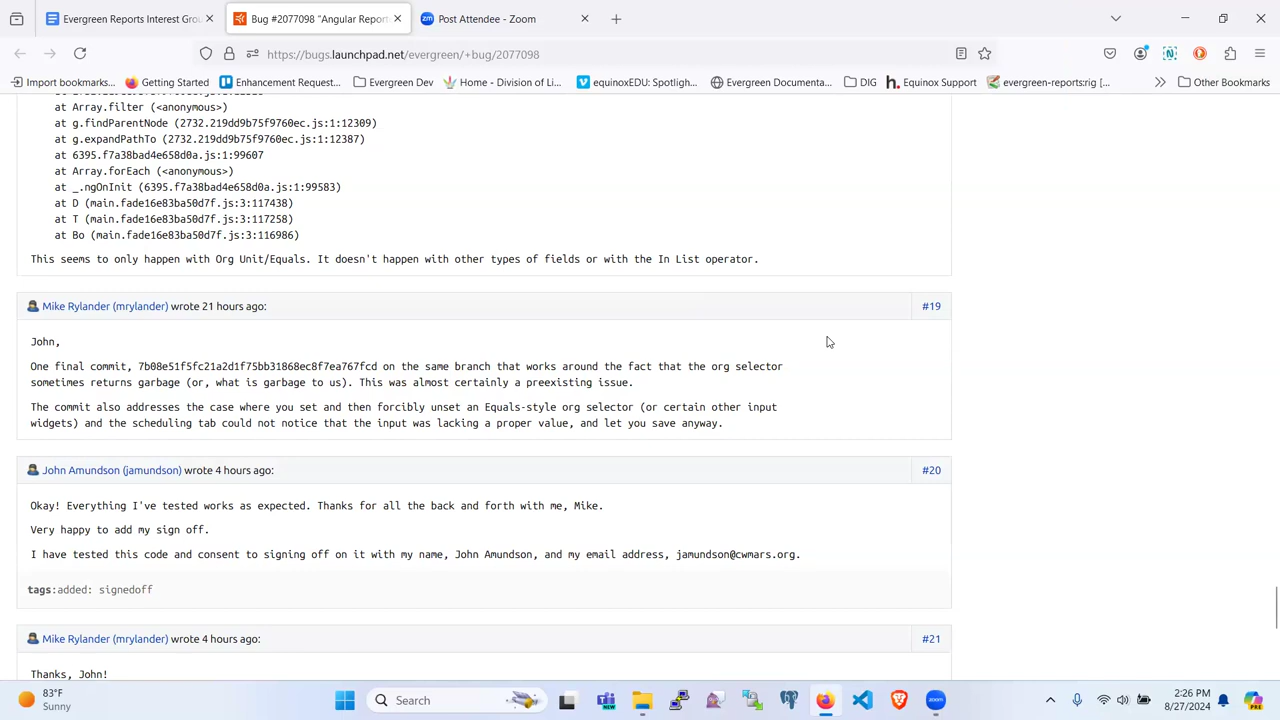 Evergreen Reports Interest Grou
Bug #2077098 "Angular Report
Post Attendee - Zoom
https://bugs.launchpad.net/evergreen/+bug/2077098
Import bookmarks...
Getting Started
Enhancement Request...
Evergreen Dev
Home - Division of Li...
equinoxEDU: Spotligh...
Evergreen Documenta...
DIG
Equinox Support
evergreen-reports:rig [...
Other Bookmarks
at Array.filter (<anonymous>)
at g.findParentNode (2732.219dd9b75f9760ec.js:1:12309)
at g.expandPathTo (2732.219dd9b75f9760ec.js:1:12387)
at 6395.f7a38bad4e658d0a.js:1:99607
at Array.forEach (<anonymous>)
at _.ngOnInit (6395.f7a38bad4e658d0a.js:1:99583)
at D (main.fade16e83ba50d7f.js:3:117438)
at T (main.fade16e83ba50d7f.js:3:117258)
at Bo (main.fade16e83ba50d7f.js:3:116986)
This seems to only happen with Org Unit/Equals. It doesn't happen with other types of fields or with the In List operator.
Mike Rylander (mrylander) wrote 21 hours ago: #19
John,
One final commit, 7b08e51f5fc21a2d1f75bb31868ec8f7ea767fcd on the same branch that works around the fact that the org selector
sometimes returns garbage (or, what is garbage to us). This was almost certainly a preexisting issue.
The commit also addresses the case where you set and then forcibly unset an Equals-style org selector (or certain other input
widgets) and the scheduling tab could not notice that the input was lacking a proper value, and let you save anyway.
John Amundson (jamundson) wrote 4 hours ago: #20
Okay! Everything I've tested works as expected. Thanks for all the back and forth with me, Mike.
Very happy to add my sign off.
I have tested this code and consent to signing off on it with my name, John Amundson, and my email address, jamundson@cwmars.org.
tags:added: signedoff
Mike Rylander (mrylander) wrote 4 hours ago: #21
Thanks, John!
83°F
Sunny
Search
2:26 PM
8/27/2024